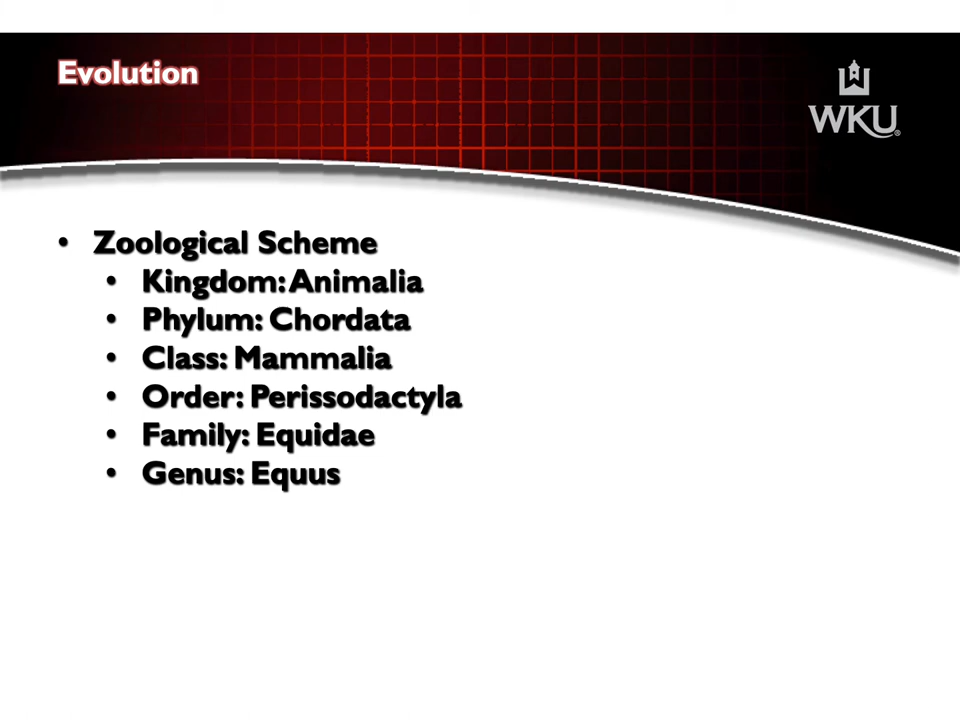 Evolution
WKU®
• Zoological Scheme
• Kingdom: Animalia
• Phylum: Chordata
• Class: Mammalia
• Order: Perissodactyla
• Family: Equidae
• Genus: Equus